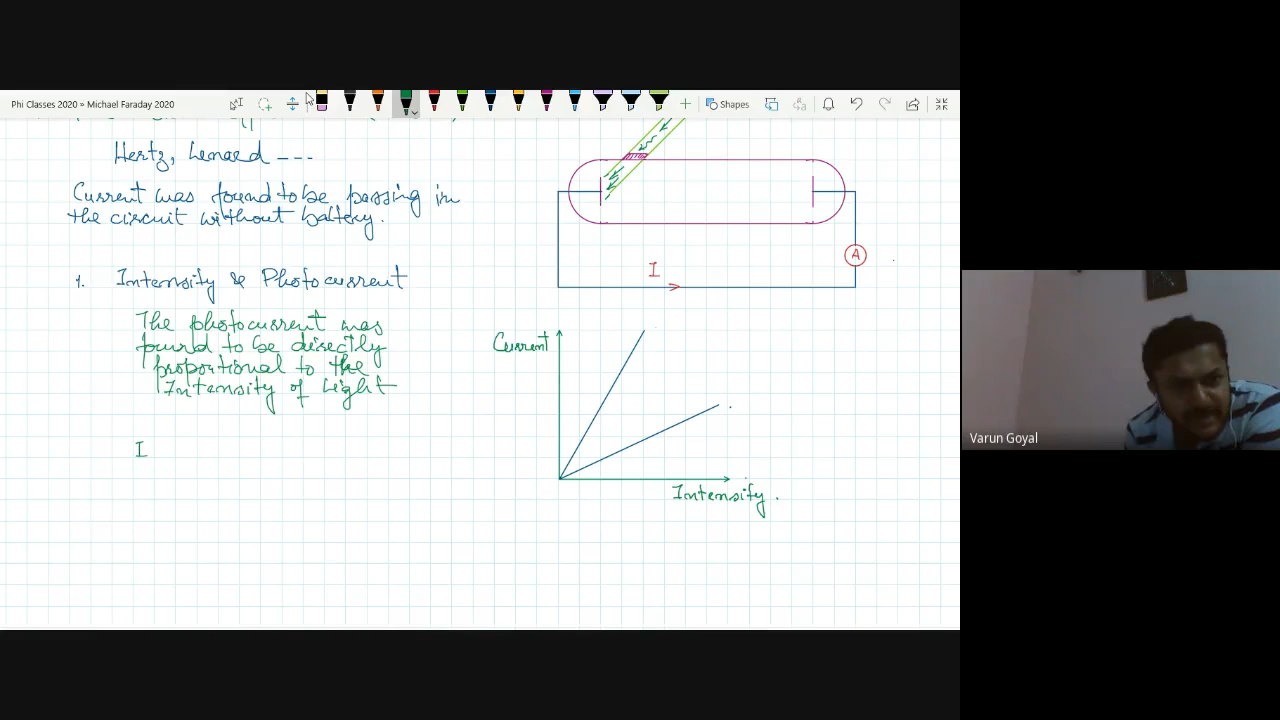 Phi Classes 2020 » Michael Faraday 2020
Shapes
Hertz, Lenard ---
Current was found to be passing in
the circuit without battery.
1. Intensity & Photocurrent
The photocurrent was
found to be directly
proportional to the
Intensity of Light
I
A
I
Current
Intensity.
Varun Goyal